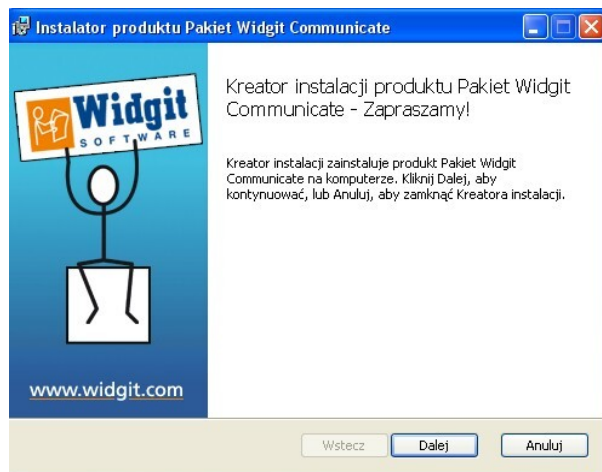 Instalator produktu Pakiet Widgit Communicate
Widgit
SOFTWARE
Kreator instalacji produktu Pakiet Widgit
Communicate - Zapraszamy!
Kreator instalacji zainstaluje produkt Pakiet Widgit
Communicate na komputerze. Kliknij Dalej, aby
kontynuować, lub Anuluj, aby zamknąć Kreatora instalacji.
www.widgit.com
Wstecz
Dalej
Anuluj